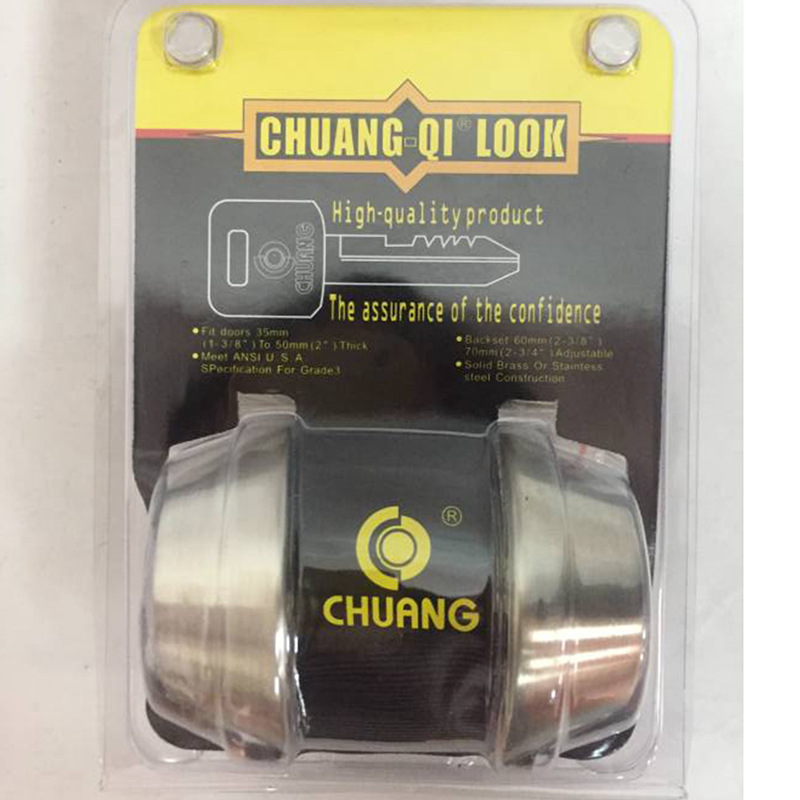 CHUANG-QI® LOOK
High-quality product
CHUANG
The assurance of the confidence
●Fit doors 35mm
(1-3/8") To 50mm(2") Thick
●Meet ANSI U.S.A
SPecification For Grade3
●Backset 60mm(2-3/8")
70mm(2-3/4")Adjustable
●Solid Brass Or Stainless
steel Construction
®
CHUANG